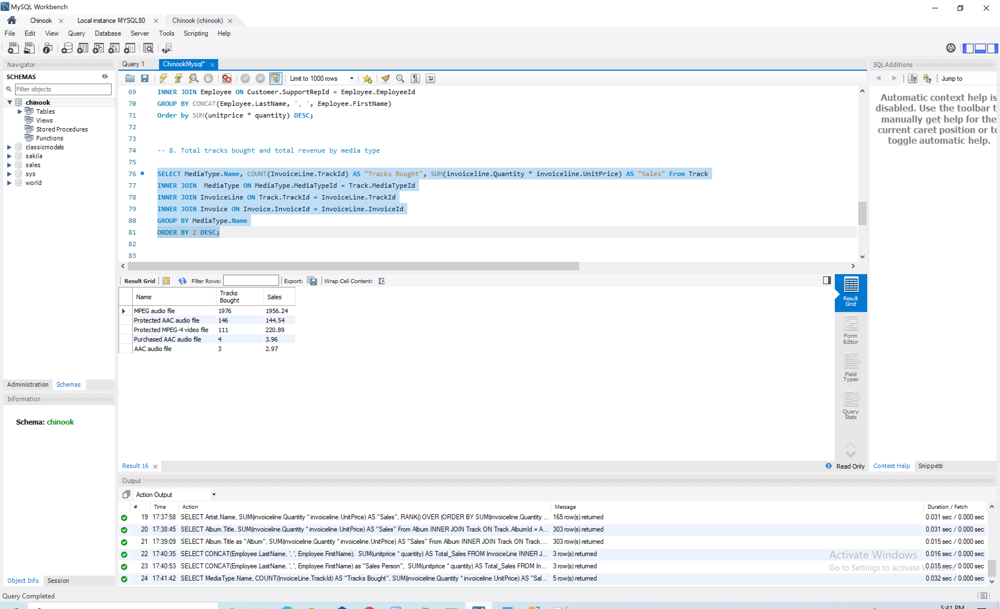 MySQL Workbench
Chinook
Local instance MYSQL80
Chinook (chinook)
File Edit View Query Database Server Tools Scripting Help
Navigator
SCHEMAS
Filter objects
chinook
Tables
Views
Stored Procedures
Functions
classicmodels
sakila
sales
sys
world
Administration Schemas
Information
Schema: chinook
Object Info Session
Query 1
ChinookMysql*
Limit to 1000 rows
69 INNER JOIN Employee ON Customer.SupportRepId = Employee.EmployeeId
70 GROUP BY CONCAT(Employee.LastName, ', ', Employee.FirstName)
71 Order by SUM(unitprice * quantity) DESC;
72
73
74 -- 8. Total tracks bought and total revenue by media type
75
76 SELECT MediaType.Name, COUNT(InvoiceLine.TrackId) AS "Tracks Bought", SUM(invoiceline.Quantity * invoiceline.UnitPrice) AS "Sales" From Track
77 INNER JOIN  MediaType ON MediaType.MediaTypeId = Track.MediaTypeId
78 INNER JOIN InvoiceLine ON Track.TrackId = InvoiceLine.TrackId
79 INNER JOIN Invoice ON Invoice.InvoiceId = InvoiceLine.InvoiceId
80 GROUP BY MediaType.Name
81 ORDER BY 2 DESC;
82
83
Result Grid Filter Rows: Export: Wrap Cell Content:
Name Tracks Bought Sales
MPEG audio file 1976 1956.24
Protected AAC audio file 146 144.54
Protected MPEG-4 video file 111 220.89
Purchased AAC audio file 4 3.96
AAC audio file 3 2.97
Result
Grid
Form
Editor
Field
Types
Query
Stats
Result 16
Read Only
SQLAdditions
Jump to
Automatic context help is
disabled. Use the toolbar t
manually get help for the
current caret position or to
toggle automatic help.
Context Help Snippets
Output
Action Output
# Time Action Message Duration / Fetch
19 17:37:58 SELECT Artist.Name, SUM(invoiceline.Quantity * invoiceline.UnitPrice) AS "Sales", RANK() OVER (ORDER BY SUM(invoiceline.Quantity ... 165 row(s) returned 0.031 sec / 0.000 sec
20 17:38:45 SELECT Album.Title, SUM(invoiceline.Quantity * invoiceline.UnitPrice) AS "Sales" From Album INNER JOIN Track ON Track.AlbumId = A... 303 row(s) returned 0.031 sec / 0.000 sec
21 17:39:09 SELECT Album.Title as "Album", SUM(invoiceline.Quantity * invoiceline.UnitPrice) AS "Sales" From Album INNER JOIN Track ON Track.... 303 row(s) returned 0.015 sec / 0.000 sec
22 17:40:35 SELECT CONCAT(Employee.LastName, ', ', Employee.FirstName),  SUM(unitprice * quantity) AS Total_Sales FROM InvoiceLine INNER J... 3 row(s) returned 0.016 sec / 0.000 sec
23 17:40:53 SELECT CONCAT(Employee.LastName, ', ', Employee.FirstName) as "Sales Person",  SUM(unitprice * quantity) AS Total_Sales FROM In... 3 row(s) returned 0.015 sec / 0.000 sec
24 17:41:42 SELECT MediaType.Name, COUNT(InvoiceLine.TrackId) AS "Tracks Bought", SUM(invoiceline.Quantity * invoiceline.UnitPrice) AS "Sal... 5 row(s) returned 0.032 sec / 0.000 sec
Activate Windows
Go to Settings to activate Windows.
Query Completed
5:41 PM